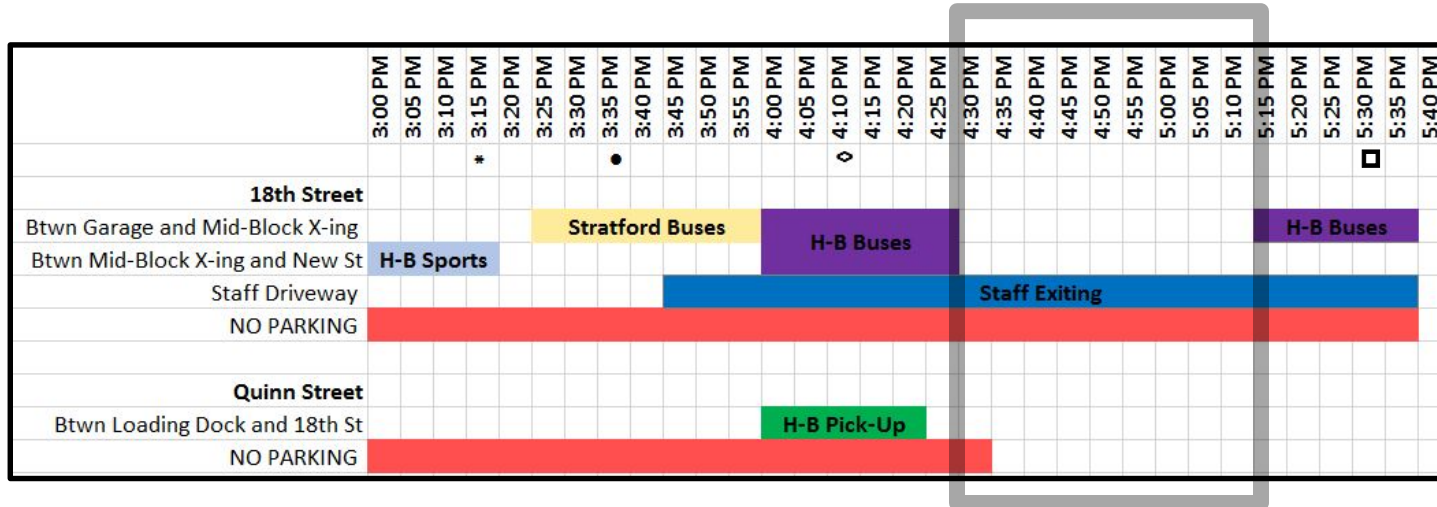 3:00 PM 3:05 PM 3:10 PM 3:15 PM 3:20 PM 3:25 PM 3:30 PM 3:35 PM 3:40 PM 3:45 PM 3:50 PM 3:55 PM 4:00 PM 4:05 PM 4:10 PM 4:15 PM 4:20 PM 4:25 PM 4:30 PM 4:35 PM 4:40 PM 4:45 PM 4:50 PM 4:55 PM 5:00 PM 5:05 PM 5:10 PM 5:15 PM 5:20 PM 5:25 PM 5:30 PM 5:35 PM 5:40 PM
*
18th Street
Btwn Garage and Mid-Block X-ing Stratford Buses H-B Buses H-B Buses
Btwn Mid-Block X-ing and New St H-B Sports
Staff Driveway Staff Exiting
NO PARKING
Quinn Street
Btwn Loading Dock and 18th St H-B Pick-Up
NO PARKING